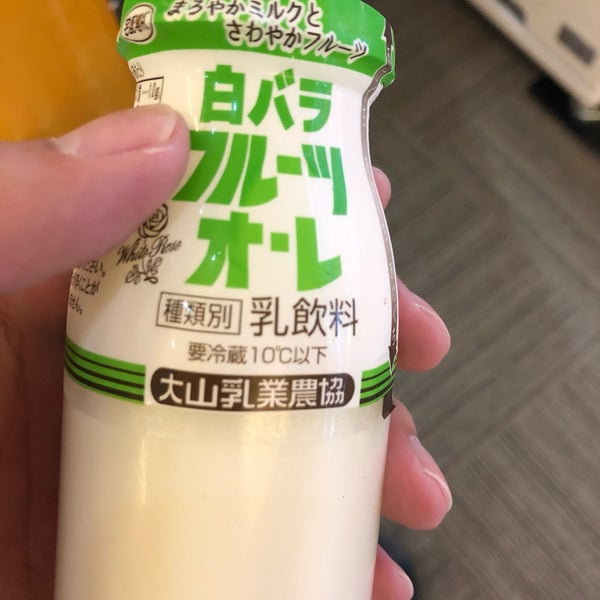 まろやかミルクと
さわやかフルーツ
白バラ
フルーツ
オ・レ
White Rose
種類別 乳飲料
要冷蔵10℃以下
大山乳業農協